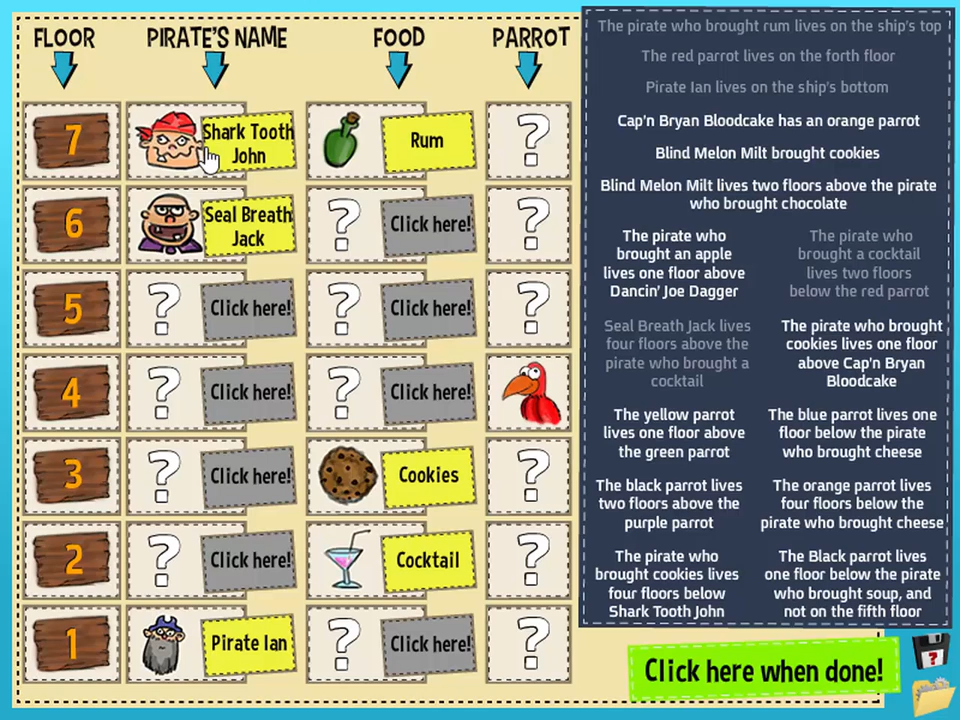 FLOOR PIRATE'S NAME FOOD PARROT
7 Shark Tooth John Rum ?
6 Seal Breath Jack ? Click here! ?
5 ? Click here! ? Click here! ?
4 ? Click here! ? Click here!
3 ? Click here! Cookies ?
2 ? Click here! Cocktail ?
1 Pirate Ian ? Click here! ?
The pirate who brought rum lives on the ship's top
The red parrot lives on the forth floor
Pirate Ian lives on the ship's bottom
Cap'n Bryan Bloodcake has an orange parrot
Blind Melon Milt brought cookies
Blind Melon Milt lives two floors above the pirate
who brought chocolate
The pirate who
brought an apple
lives one floor above
Dancin' Joe Dagger
The pirate who
brought a cocktail
lives two floors
below the red parrot
Seal Breath Jack lives
four floors above the
pirate who brought a
cocktail
The pirate who brought
cookies lives one floor
above Cap'n Bryan
Bloodcake
The yellow parrot
lives one floor above
the green parrot
The blue parrot lives one
floor below the pirate
who brought cheese
The black parrot lives
two floors above the
purple parrot
The orange parrot lives
four floors below the
pirate who brought cheese
The pirate who
brought cookies lives
four floors below
Shark Tooth John
The Black parrot lives
one floor below the pirate
who brought soup, and
not on the fifth floor
Click here when done!
?